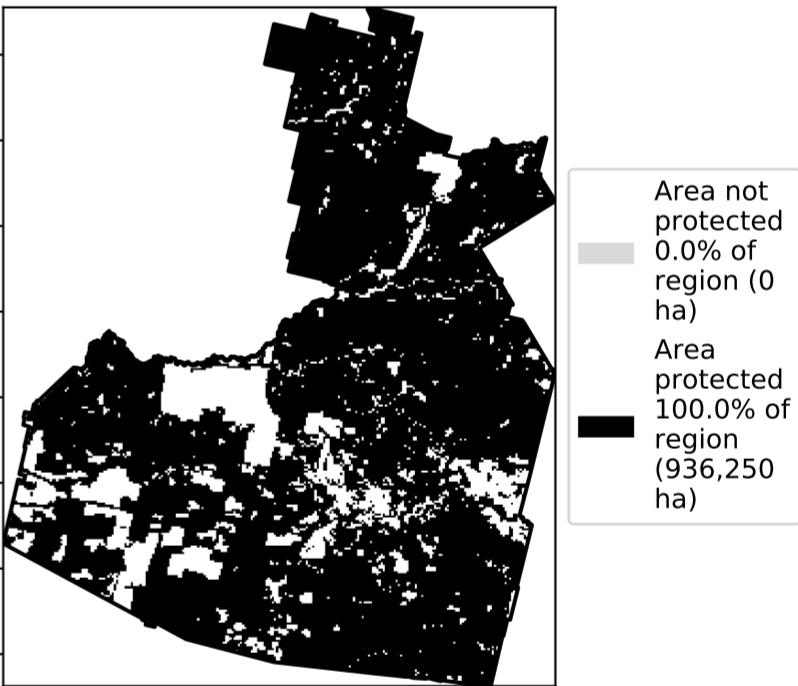 Area not
protected
0.0% of
region (0
ha)
Area
protected
100.0% of
region
(936,250
ha)